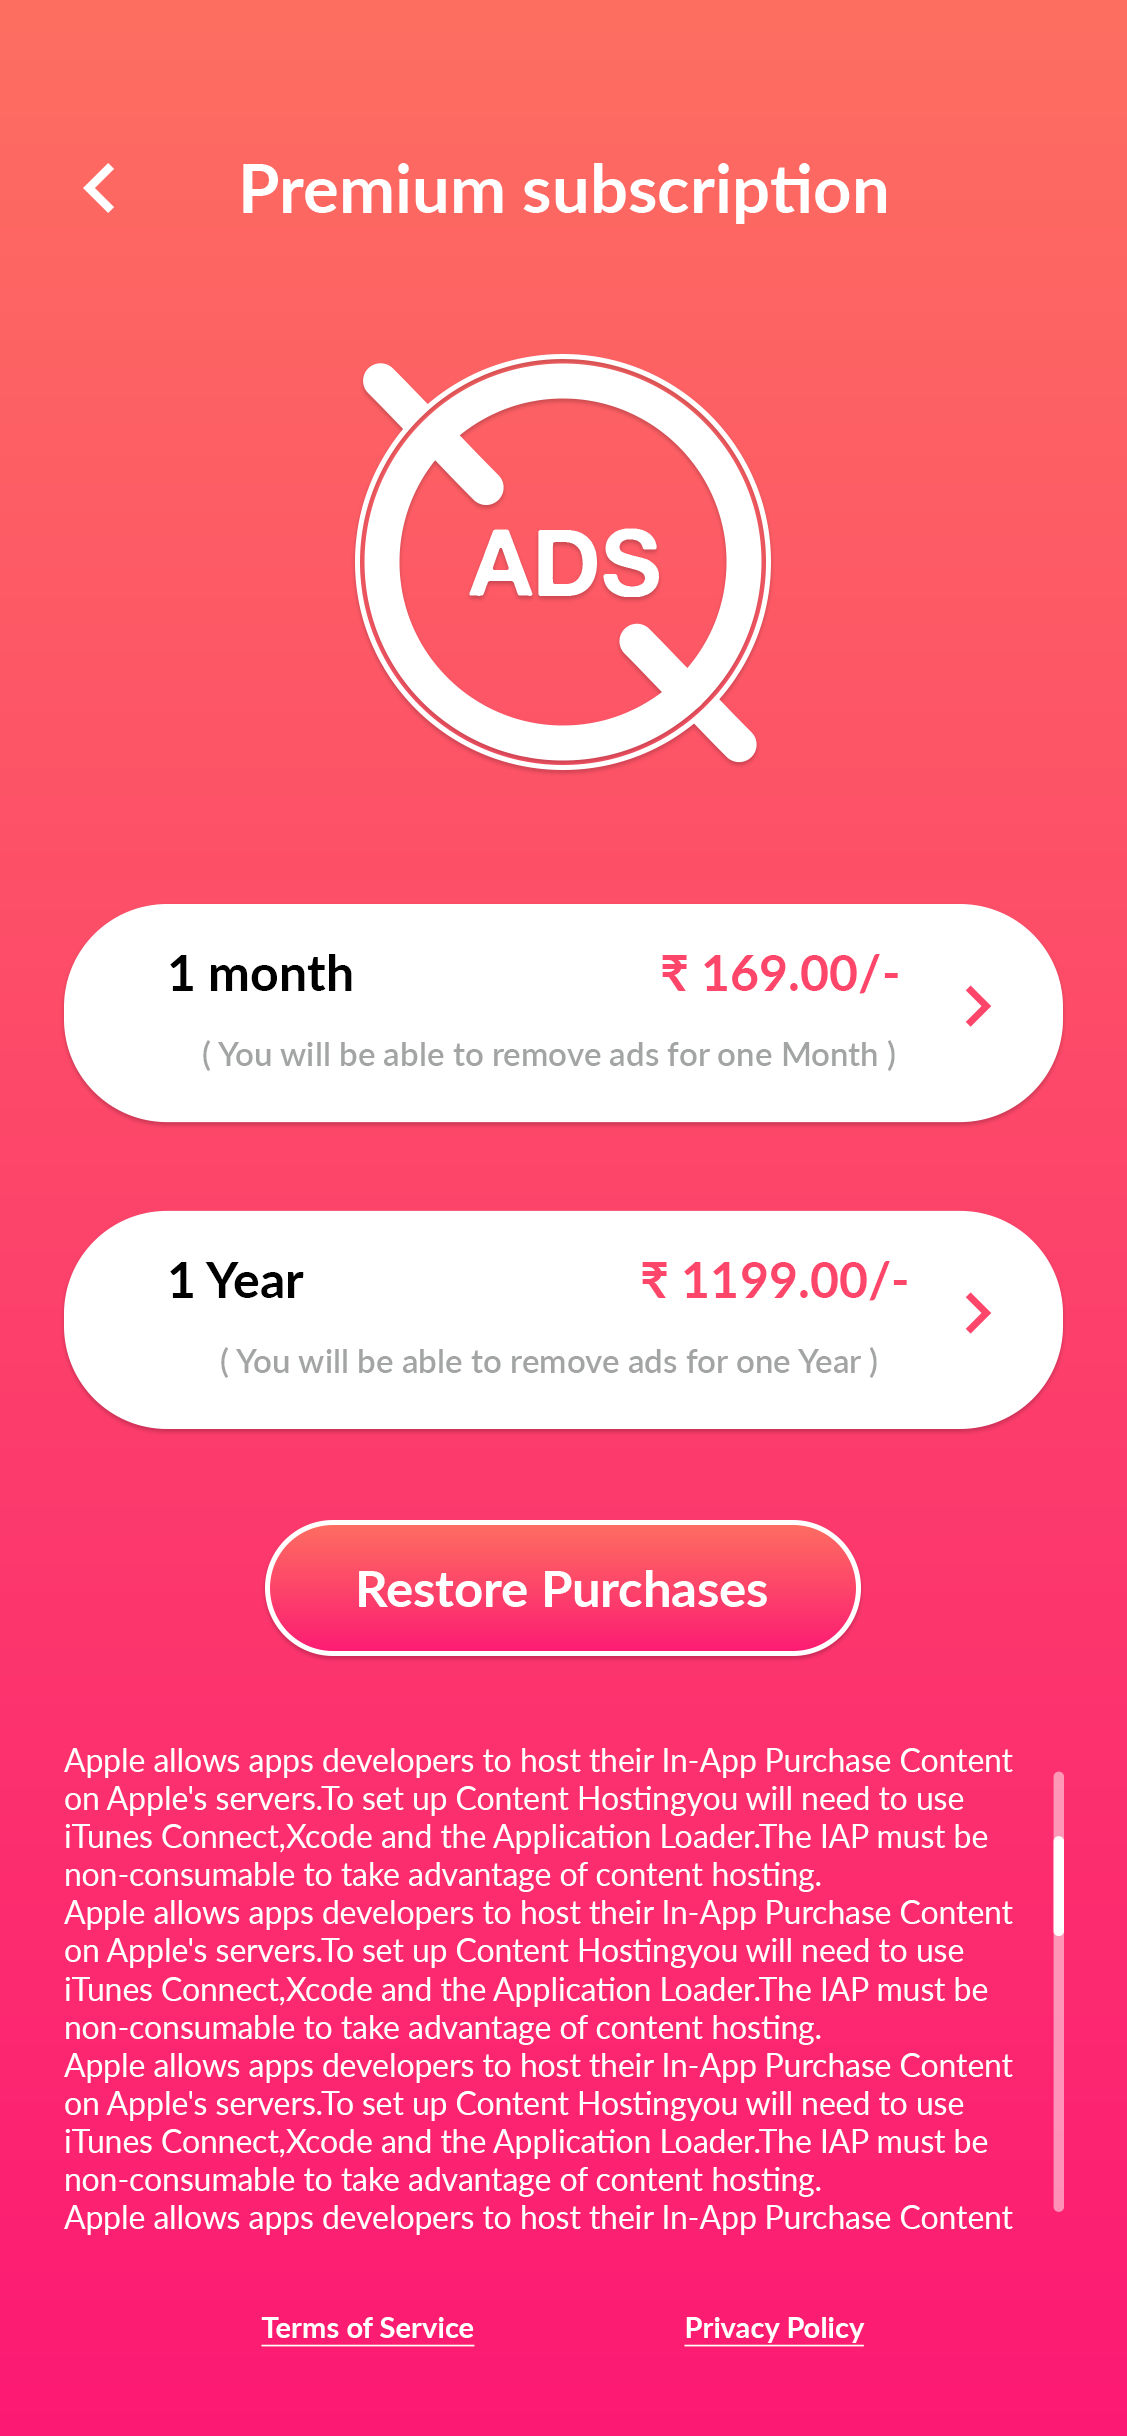 Premium subscription
ADS
1 month ₹ 169.00/-
( You will be able to remove ads for one Month )
1 Year ₹ 1199.00/-
( You will be able to remove ads for one Year )
Restore Purchases
Apple allows apps developers to host their In-App Purchase Content
on Apple's servers.To set up Content Hostingyou will need to use
iTunes Connect,Xcode and the Application Loader.The IAP must be
non-consumable to take advantage of content hosting.
Apple allows apps developers to host their In-App Purchase Content
on Apple's servers.To set up Content Hostingyou will need to use
iTunes Connect,Xcode and the Application Loader.The IAP must be
non-consumable to take advantage of content hosting.
Apple allows apps developers to host their In-App Purchase Content
on Apple's servers.To set up Content Hostingyou will need to use
iTunes Connect,Xcode and the Application Loader.The IAP must be
non-consumable to take advantage of content hosting.
Apple allows apps developers to host their In-App Purchase Content
Terms of Service Privacy Policy